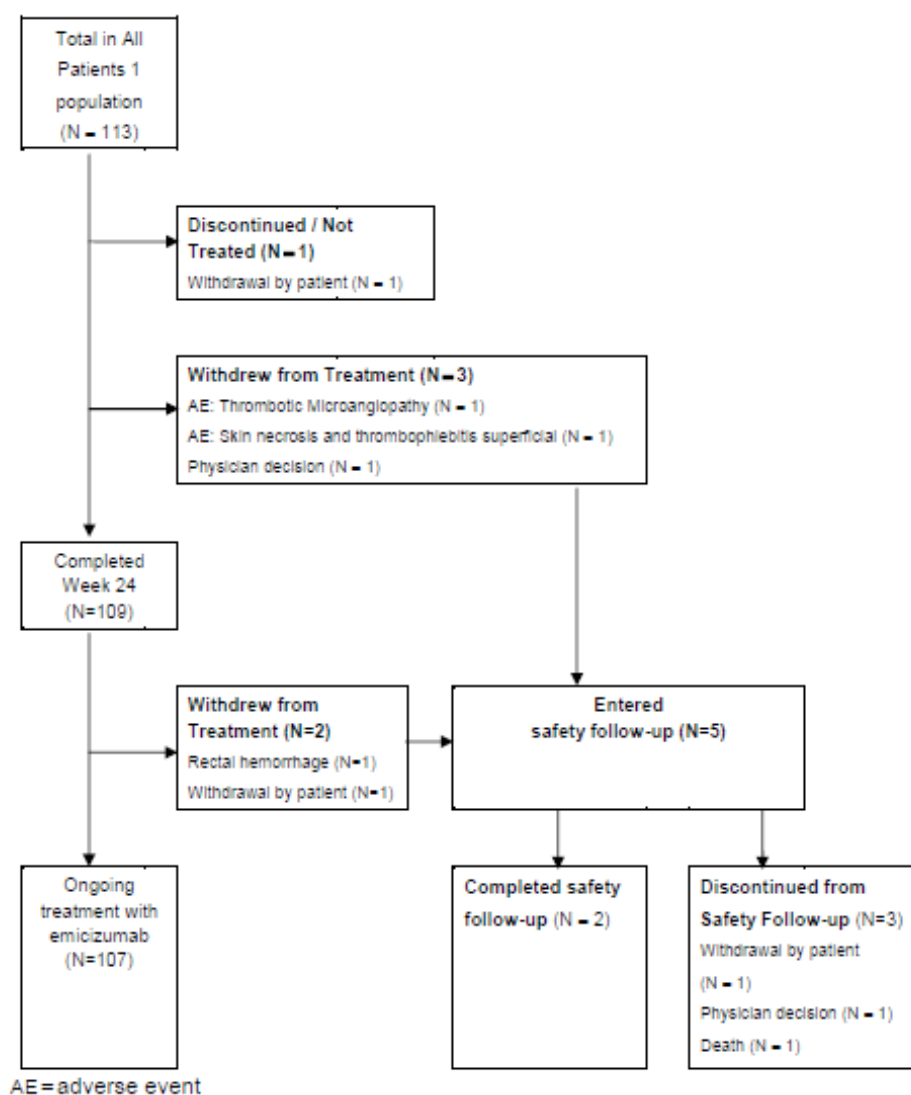 Total in All
Patients 1
population
(N = 113)
Discontinued / Not
Treated (N=1)
Withdrawal by patient (N = 1)
Withdrew from Treatment (N=3)
AE: Thrombotic Microangiopathy (N = 1)
AE: Skin necrosis and thrombophlebitis superficial (N = 1)
Physician decision (N = 1)
Completed
Week 24
(N=109)
Withdrew from
Treatment (N=2)
Rectal hemorrhage (N=1)
Withdrawal by patient (N=1)
Entered
safety follow-up (N=5)
Ongoing
treatment with
emicizumab
(N=107)
Completed safety
follow-up (N = 2)
Discontinued from
Safety Follow-up (N=3)
Withdrawal by patient
(N = 1)
Physician decision (N = 1)
Death (N = 1)
AE=adverse event